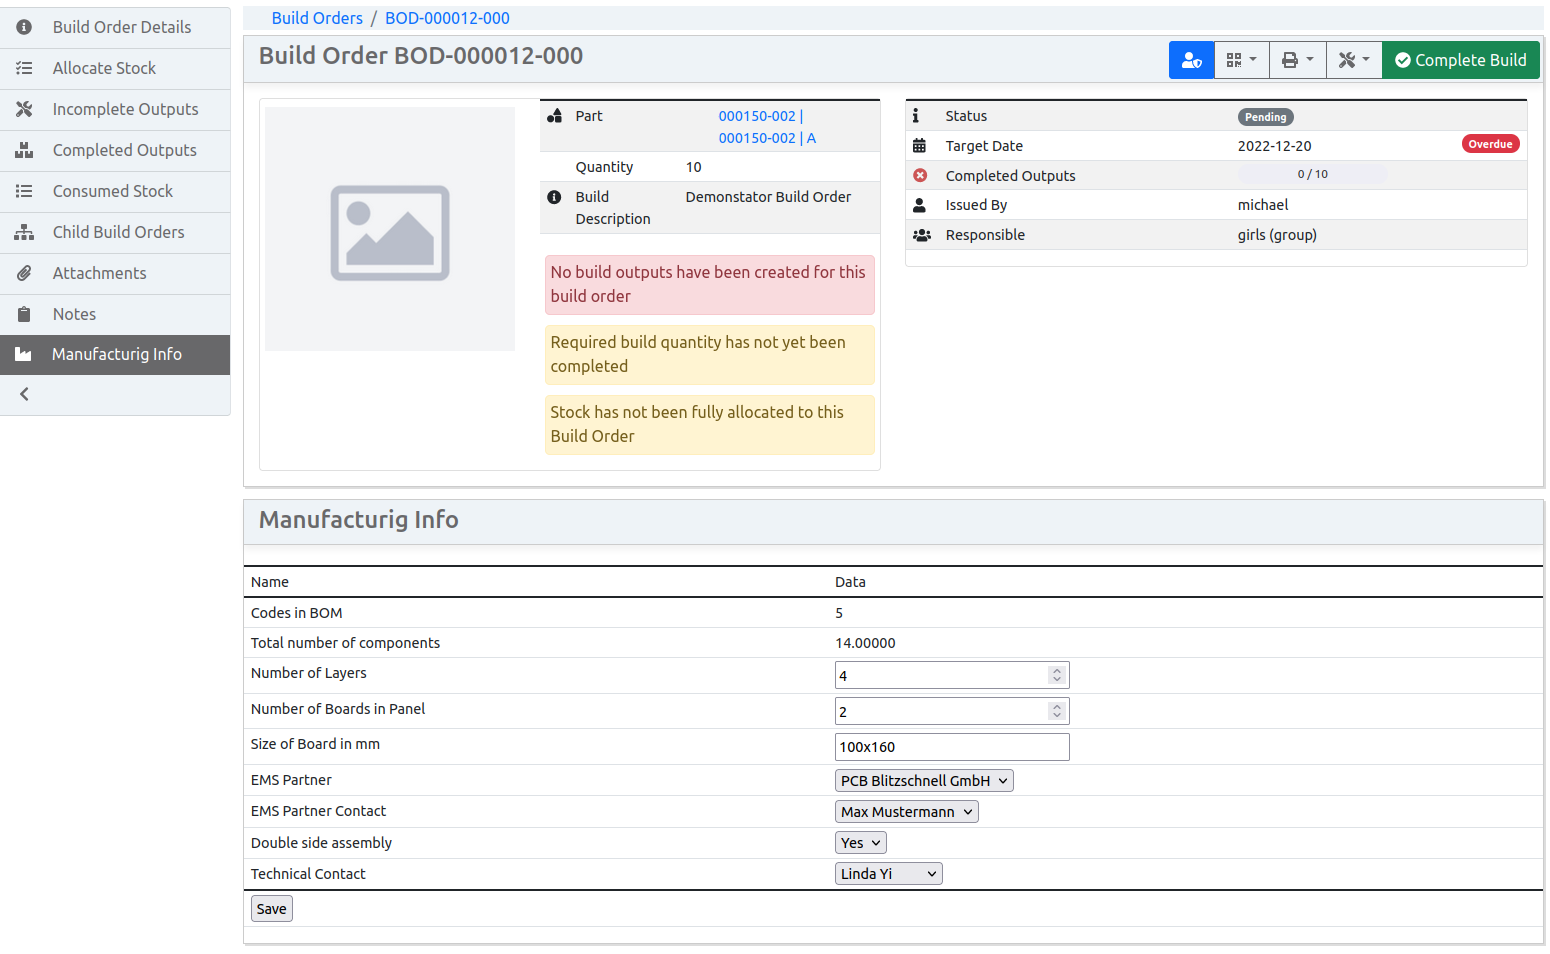 Build Order Details
Allocate Stock
Incomplete Outputs
Completed Outputs
Consumed Stock
Child Build Orders
Attachments
Notes
Manufacturig Info
Build Orders / BOD-000012-000
Build Order BOD-000012-000
Complete Build
Part 000150-002 |
000150-002 | A
Quantity 10
Build Demonstator Build Order
Description
No build outputs have been created for this
build order
Required build quantity has not yet been
completed
Stock has not been fully allocated to this
Build Order
Status Pending
Target Date 2022-12-20 Overdue
Completed Outputs 0 / 10
Issued By michael
Responsible girls (group)
Manufacturig Info
Name Data
Codes in BOM 5
Total number of components 14.00000
Number of Layers 4
Number of Boards in Panel 2
Size of Board in mm 100x160
EMS Partner PCB Blitzschnell GmbH
EMS Partner Contact Max Mustermann
Double side assembly Yes
Technical Contact Linda Yi
Save